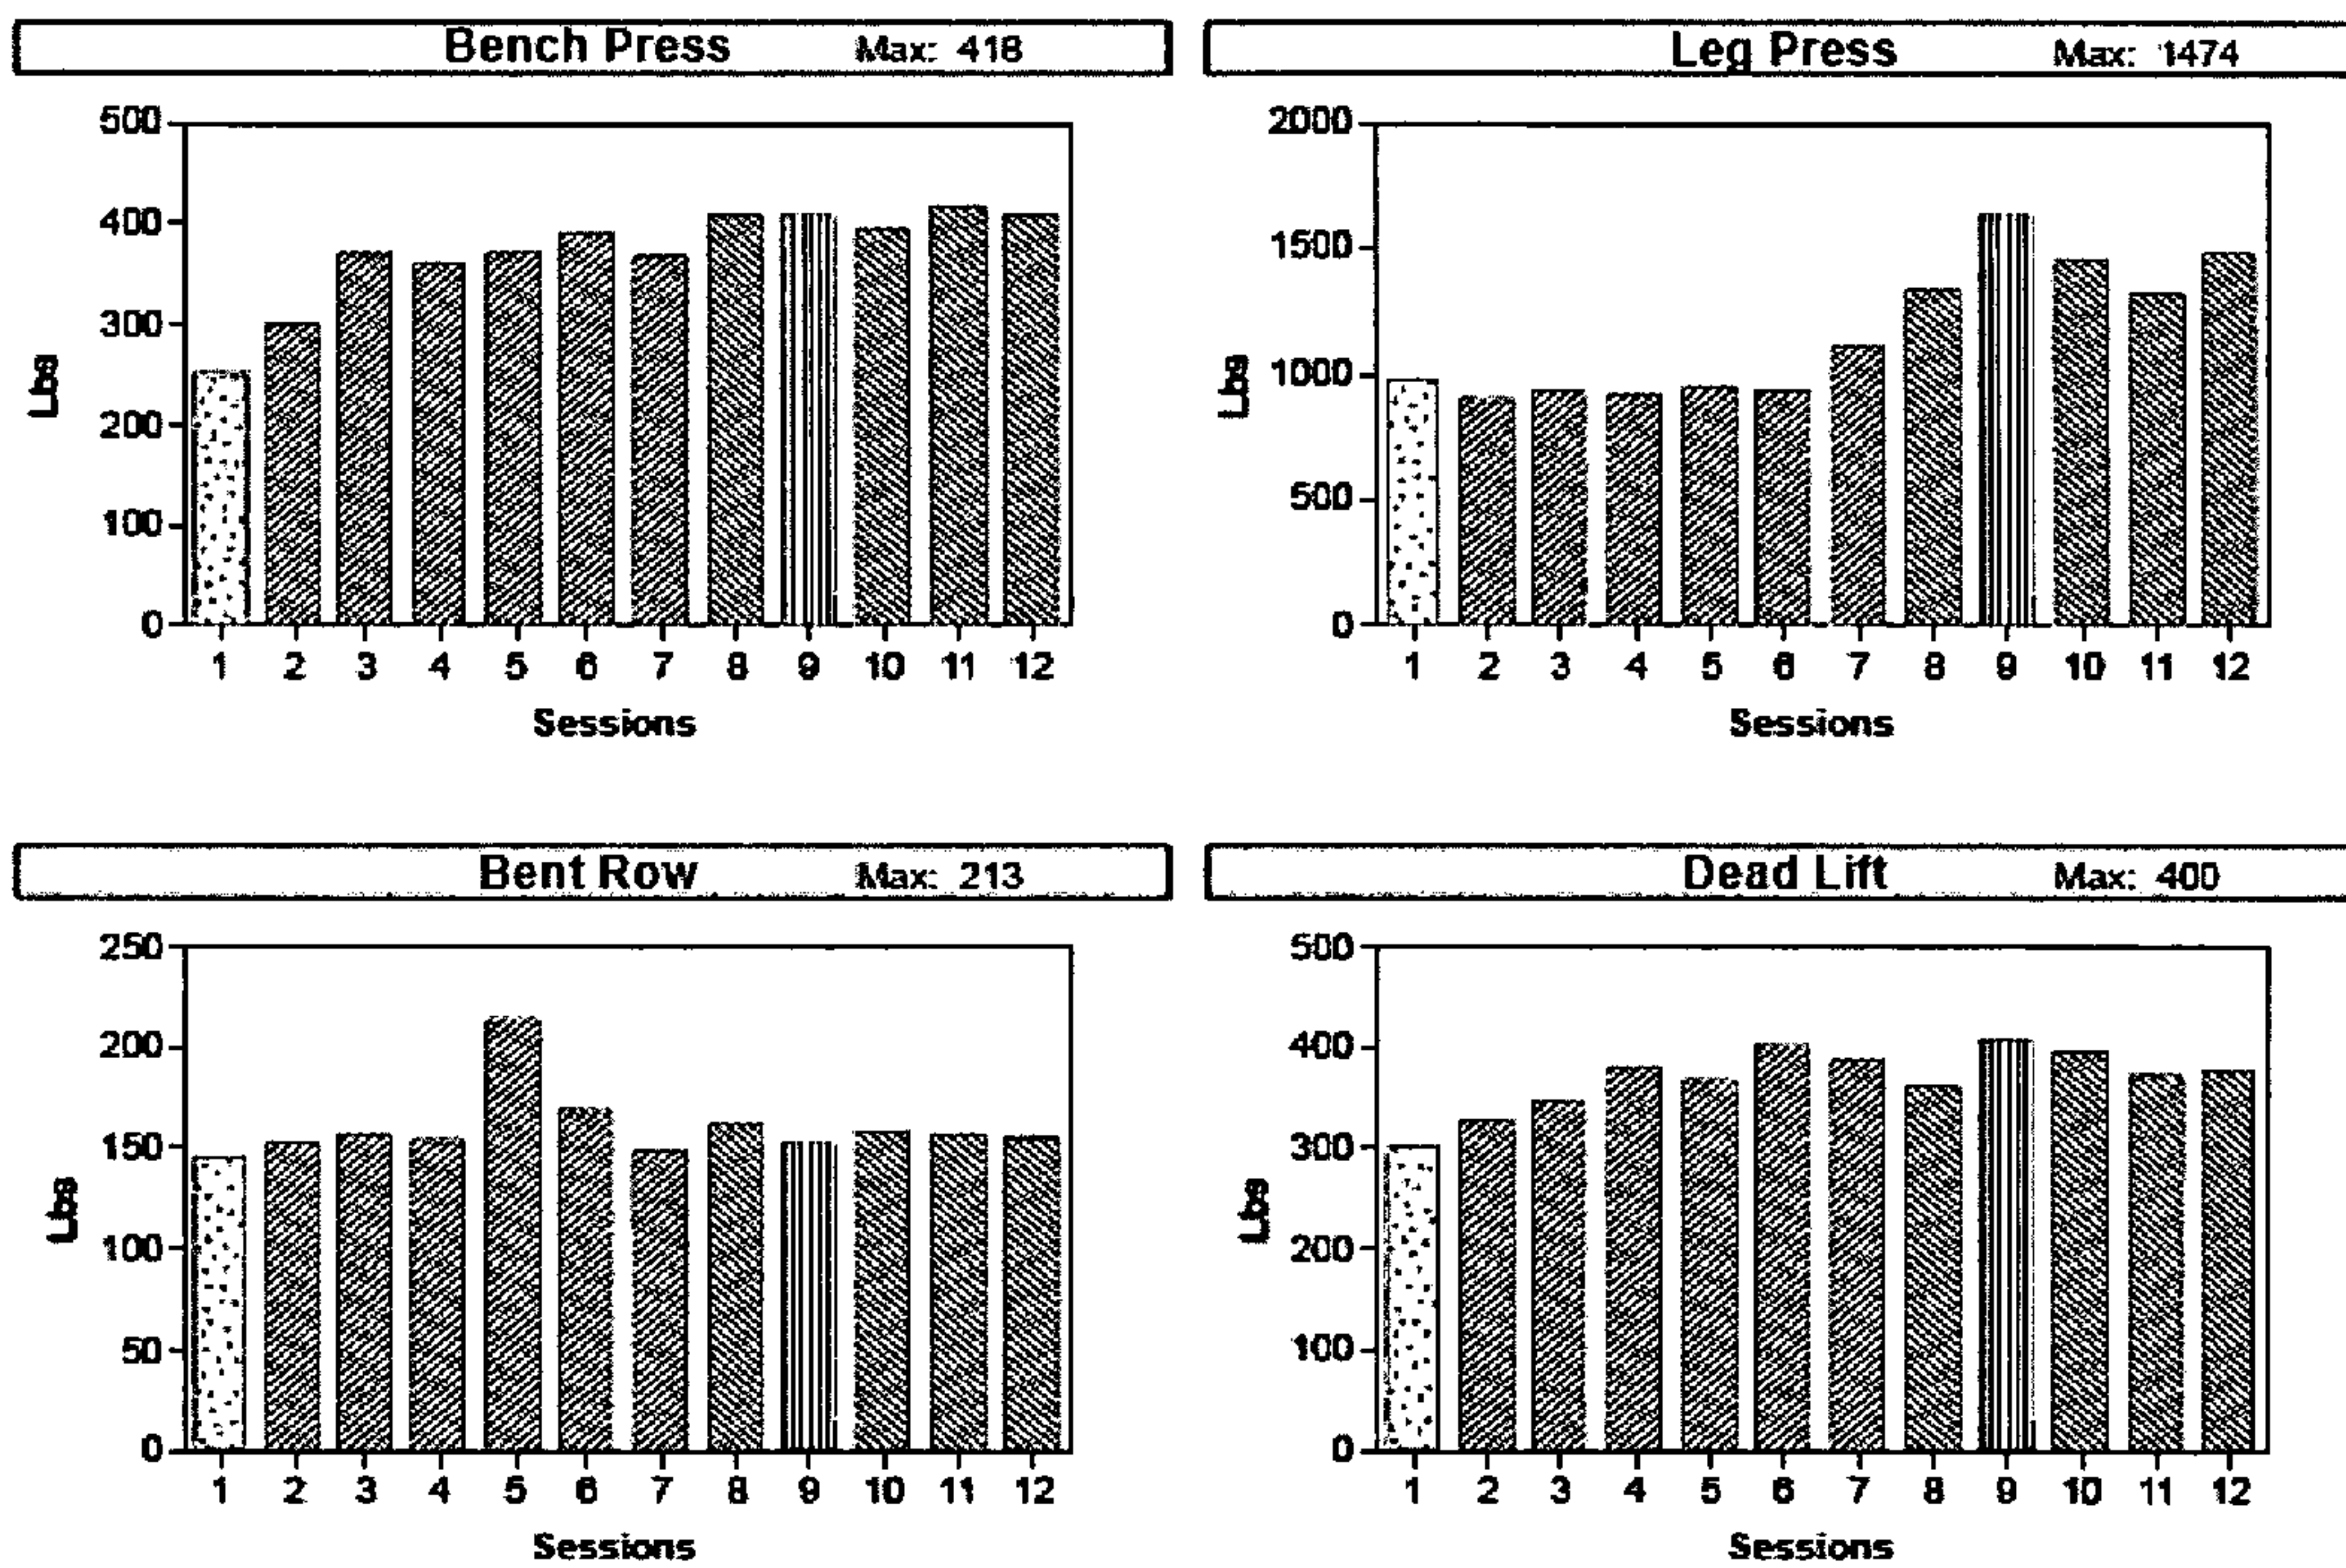 Bench Press Max: 418
500
400
300
200
100
0
Lbs
1 2 3 4 5 6 7 8 9 10 11 12
Sessions
Leg Press Max: 1474
2000
1500
1000
500
0
Lbs
1 2 3 4 5 6 7 8 9 10 11 12
Sessions
Bent Row Max: 213
250
200
150
100
50
0
Lbs
1 2 3 4 5 6 7 8 9 10 11 12
Sessions
Dead Lift Max: 400
500
400
300
200
100
0
Lbs
1 2 3 4 5 6 7 8 9 10 11 12
Sessions